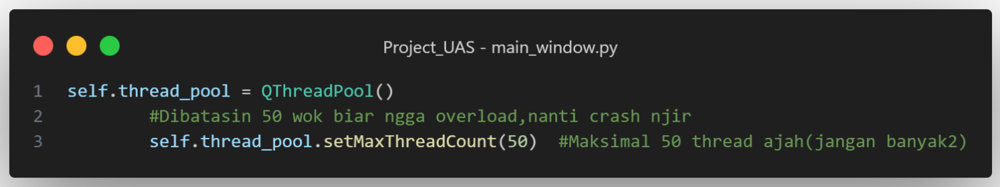 Project_UAS - main_window.py
1 self.thread_pool = QThreadPool()
2 #Dibatasin 50 wok biar ngga overload,nanti crash njir
3 self.thread_pool.setMaxThreadCount(50)  #Maksimal 50 thread ajah(jangan banyak2)